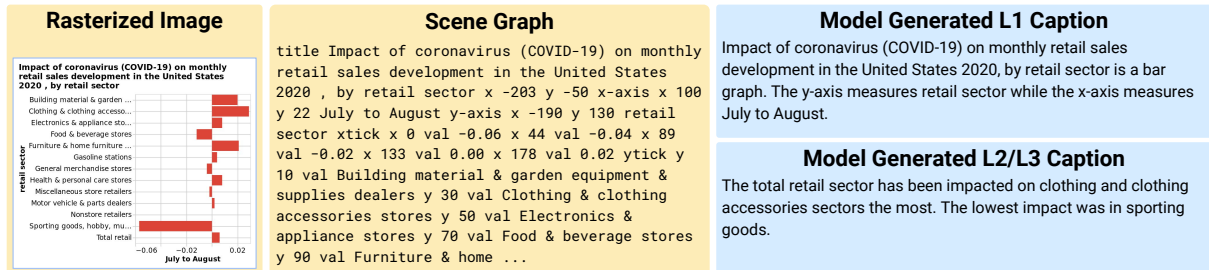 Rasterized Image
Impact of coronavirus (COVID-19) on monthly
retail sales development in the United States
2020 , by retail sector
retail sector
Building material & garden ...
Clothing & clothing accesso...
Electronics & appliance sto...
Food & beverage stores
Furniture & home furniture ...
Gasoline stations
General merchandise stores
Health & personal care stores
Miscellaneous store retailers
Motor vehicle & parts dealers
Nonstore retailers
Sporting goods, hobby, mu...
Total retail
−0.06 −0.02 0.02
July to August
Scene Graph
title Impact of coronavirus (COVID-19) on monthly
retail sales development in the United States
2020 , by retail sector x -203 y -50 x-axis x 100
y 22 July to August y-axis x -190 y 130 retail
sector xtick x 0 val -0.06 x 44 val -0.04 x 89
val -0.02 x 133 val 0.00 x 178 val 0.02 ytick y
10 val Building material & garden equipment &
supplies dealers y 30 val Clothing & clothing
accessories stores y 50 val Electronics &
appliance stores y 70 val Food & beverage stores
y 90 val Furniture & home ...
Model Generated L1 Caption
Impact of coronavirus (COVID-19) on monthly retail sales
development in the United States 2020, by retail sector is a bar
graph. The y-axis measures retail sector while the x-axis measures
July to August.
Model Generated L2/L3 Caption
The total retail sector has been impacted on clothing and clothing
accessories sectors the most. The lowest impact was in sporting
goods.